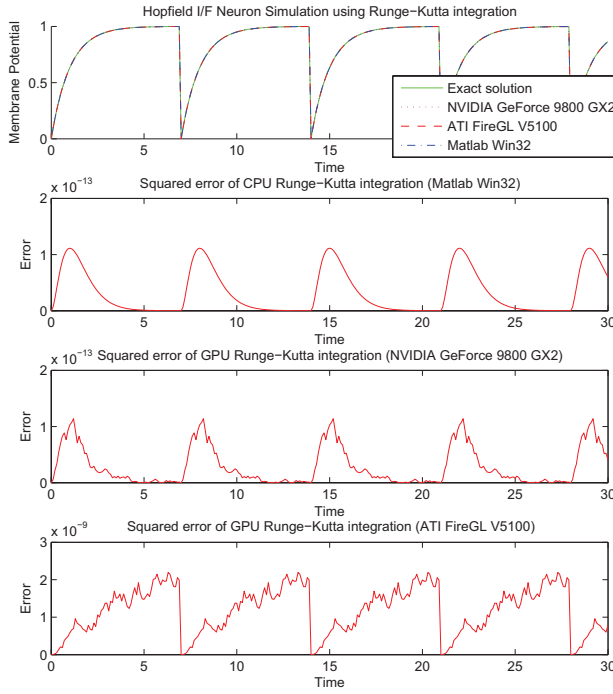 Hopfield I/F Neuron Simulation using Runge−Kutta integration
1
0.5
0
Membrane Potential
0 5 10 15 20 25 30
Time
Exact solution
NVIDIA GeForce 9800 GX2
ATI FireGL V5100
Matlab Win32
x 10−13
Squared error of CPU Runge−Kutta integration (Matlab Win32)
2
1
0
Error
0 5 10 15 20 25 30
Time
x 10−13
Squared error of GPU Runge−Kutta integration (NVIDIA GeForce 9800 GX2)
2
1
0
Error
0 5 10 15 20 25 30
Time
x 10−9
Squared error of GPU Runge−Kutta integration (ATI FireGL V5100)
3
2
1
0
Error
0 5 10 15 20 25 30
Time